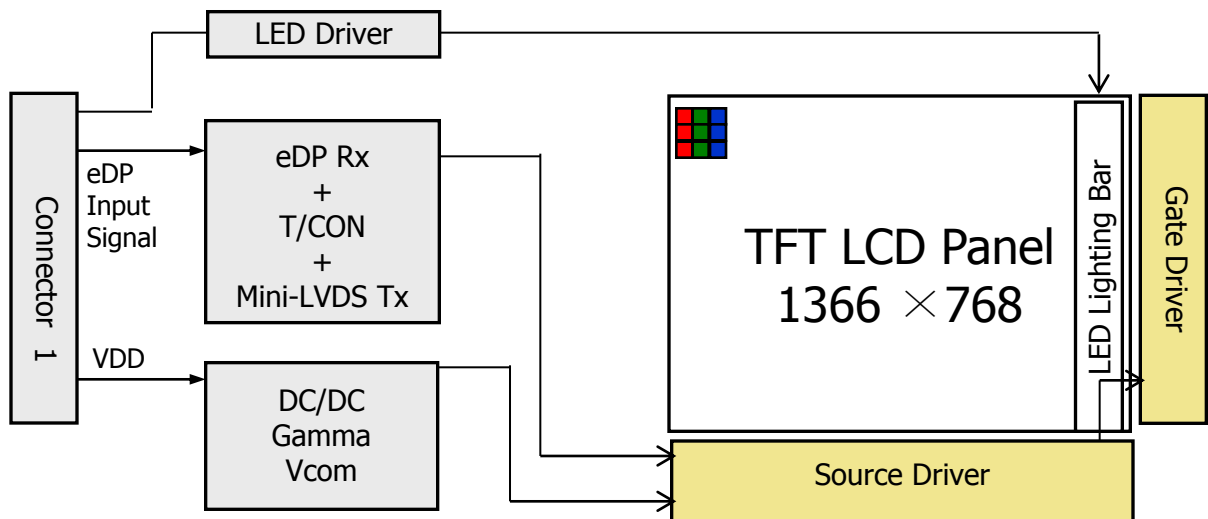 LED Driver
Connector 1
eDP
Input
Signal
eDP Rx
+
T/CON
+
Mini-LVDS Tx
VDD
DC/DC
Gamma
Vcom
TFT LCD Panel
1366 ×768
LED Lighting Bar
Gate Driver
Source Driver